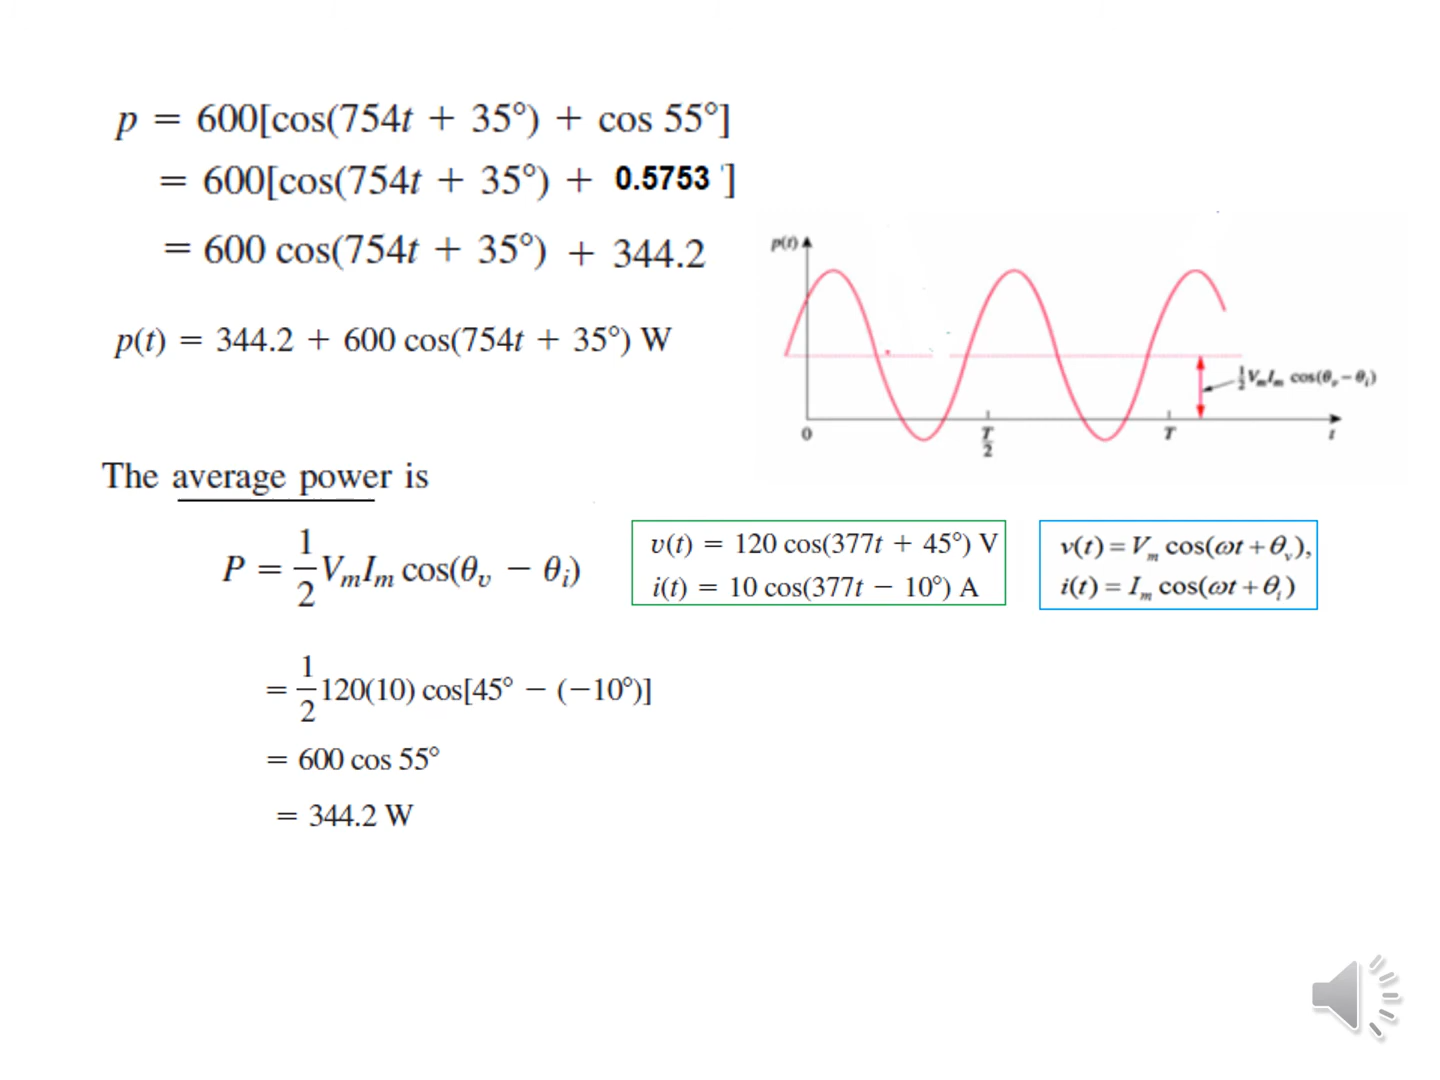 p = 600[cos(754t + 35°) + cos 55°]
= 600[cos(754t + 35°) + 0.5753 ']
= 600 cos(754t + 35°) + 344.2
p(t) = 344.2 + 600 cos(754t + 35°) W
p(t)
½ VₘIₘ cos(θᵥ − θᵢ)
0
T/2
T
t
The average power is
P = 1/2 VₘIₘ cos(θᵥ − θᵢ)
v(t) = 120 cos(377t + 45°) V
i(t) = 10 cos(377t − 10°) A
v(t) = Vₘ cos(ωt + θᵥ),
i(t) = Iₘ cos(ωt + θᵢ)
= 1/2 120(10) cos[45° − (−10°)]
= 600 cos 55°
= 344.2 W